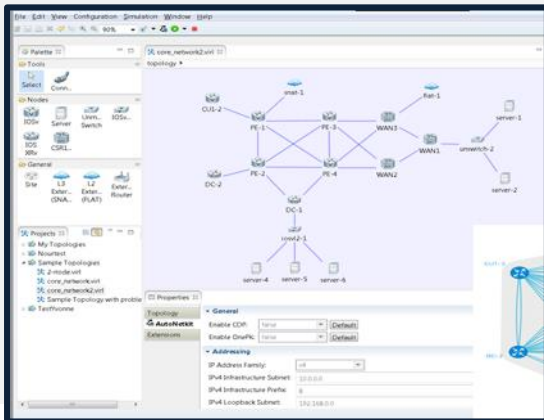 File Edit View Configuration Simulation Window Help
90%
Palette
core_network2.virl
topology
Tools
Select
Conn...
Nodes
IOSv
Server
Unm... Switch
IOSv...
IOS XRv
CSR1...
General
Site
L3 Exter... (SNA...
L2 Exter... (FLAT)
Exter... Router
Projects
My Topologies
Nourtest
Sample Topologies
2-node.virl
core_network.virl
core_network2.virl
Sample Topology with proble
snat-1
flat-1
PE-1
PE-3
WAN3
server-1
WAN1
unswitch-2
DC-2
PE-2
PE-4
WAN2
server-2
DC-1
server-4
server-5
server-6
Properties
Topology
AutoNetkit
Extensions
General
Enable CDP: false Default
Enable OnePK: false Default
Addressing
IP Address Family: v4
IPv4 Infrastructure Subnet: 10.0.0.0
IPv4 Infrastructure Prefix: 8
IPv4 Loopback Subnet: 192.168.0.0